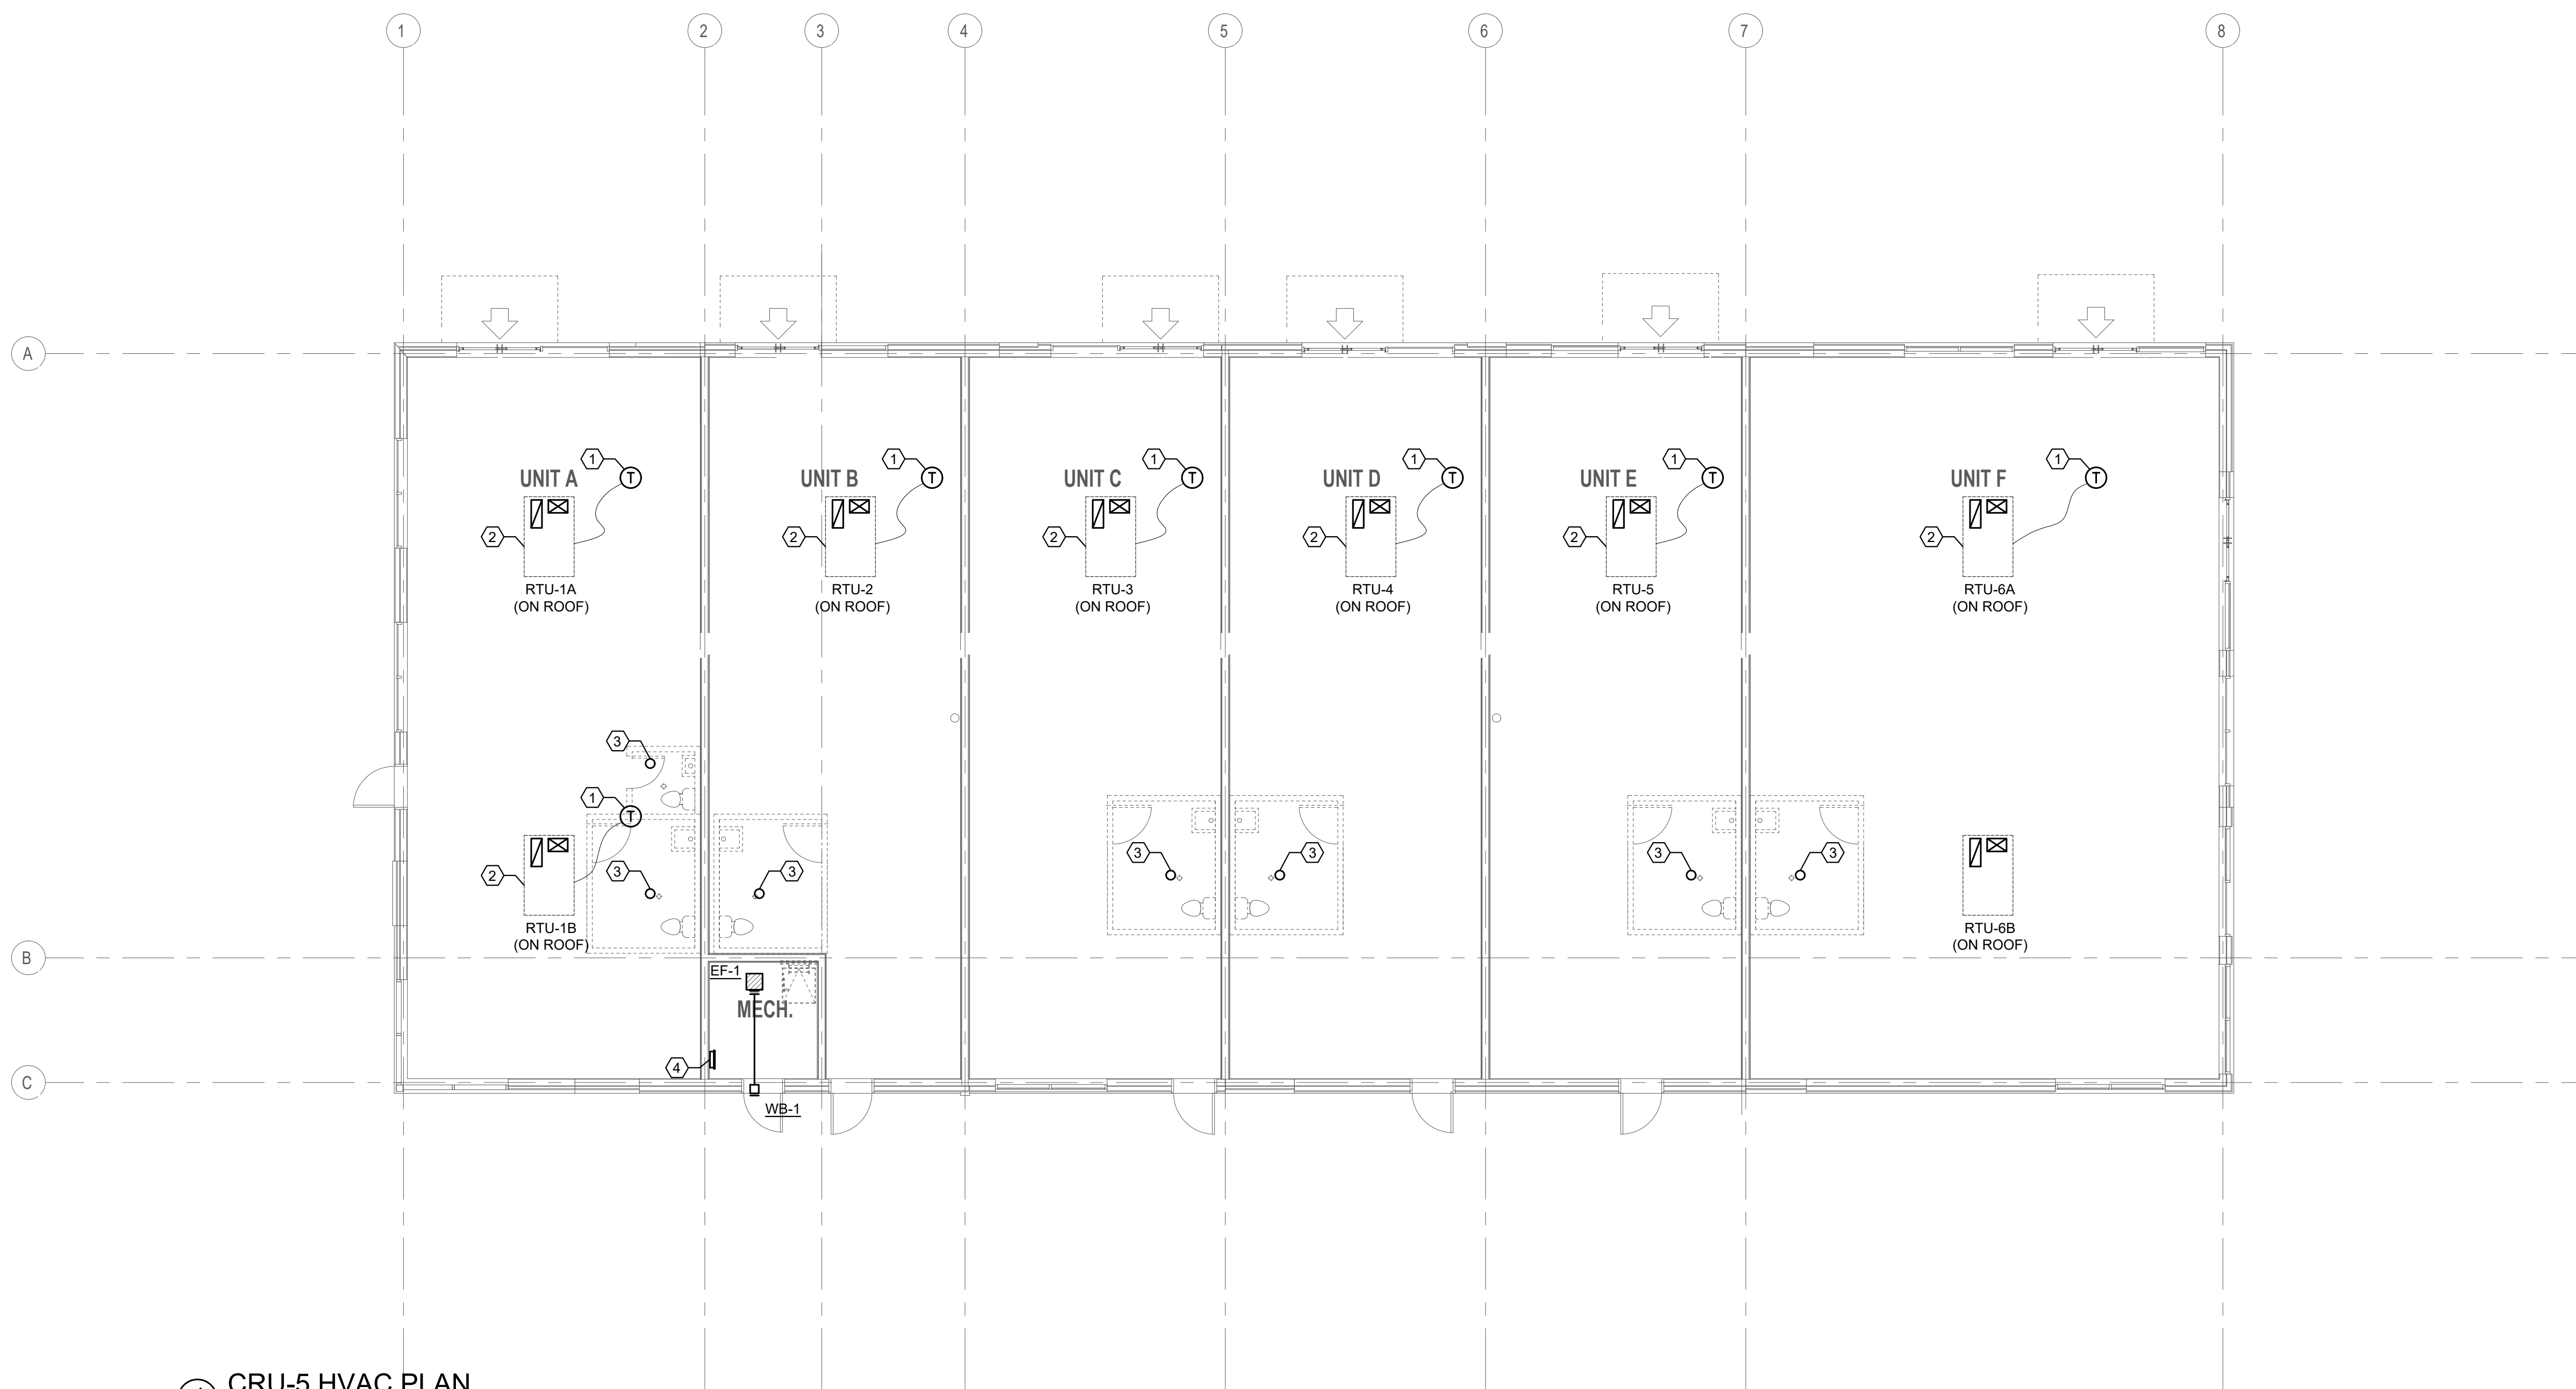 1 2 3 4 5 6 7 8
A
1 1 1 1 1 1
UNIT A T UNIT B T UNIT C T UNIT D T UNIT E T UNIT F T
2 2 2 2 2 2
RTU-1A RTU-2 RTU-3 RTU-4 RTU-5 RTU-6A
(ON ROOF) (ON ROOF) (ON ROOF) (ON ROOF) (ON ROOF) (ON ROOF)
3
1
T
3 3 3 3 3
2 3 3
RTU-1B RTU-6B
(ON ROOF) (ON ROOF)
B
EF-1
MECH.
4
C
WB-1
CRU-5 HVAC PLAN